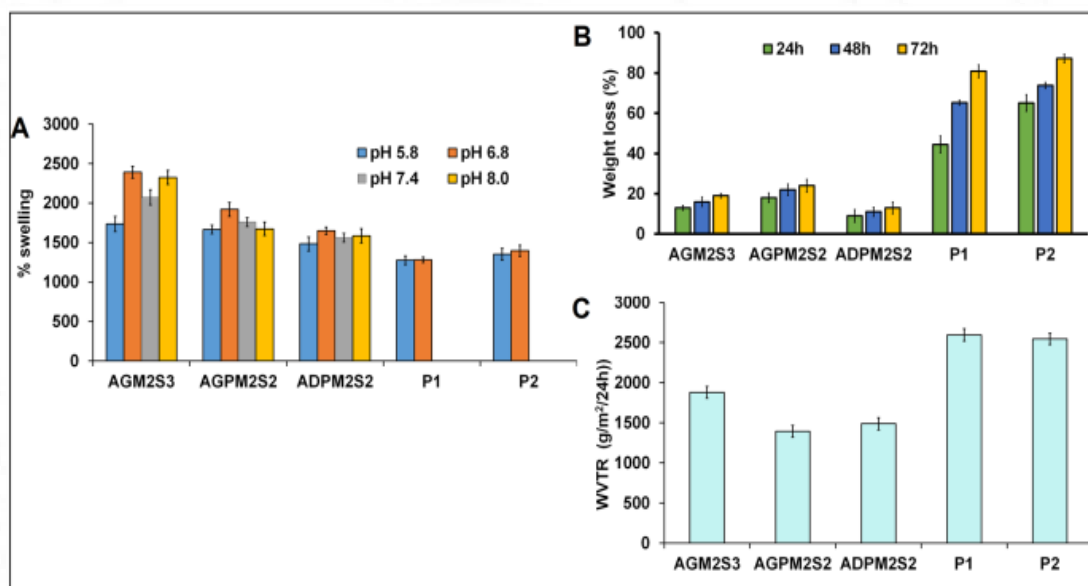 A
% swelling
3000
2500
2000
1500
1000
500
0
pH 5.8 pH 6.8
pH 7.4 pH 8.0
AGM2S3 AGPM2S2 ADPM2S2 P1 P2
B
Weight loss (%)
24h 48h 72h
100
80
60
40
20
0
AGM2S3 AGPM2S2 ADPM2S2 P1 P2
C
WVTR (g/m²/24h))
3000
2500
2000
1500
1000
500
0
AGM2S3 AGPM2S2 ADPM2S2 P1 P2